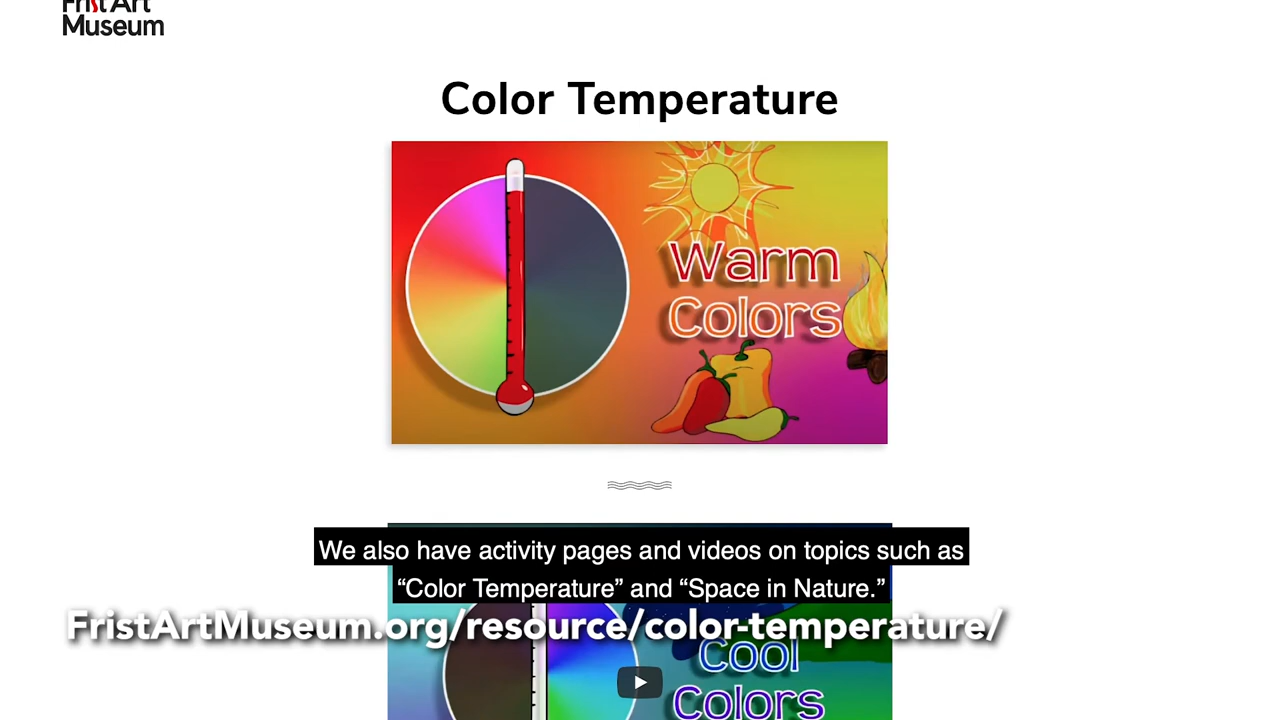 Frist Art
Museum
Color Temperature
Warm
Colors
We also have activity pages and videos on topics such as
“Color Temperature” and “Space in Nature.”
FristArtMuseum.org/resource/color-temperature/
Cool
Colors